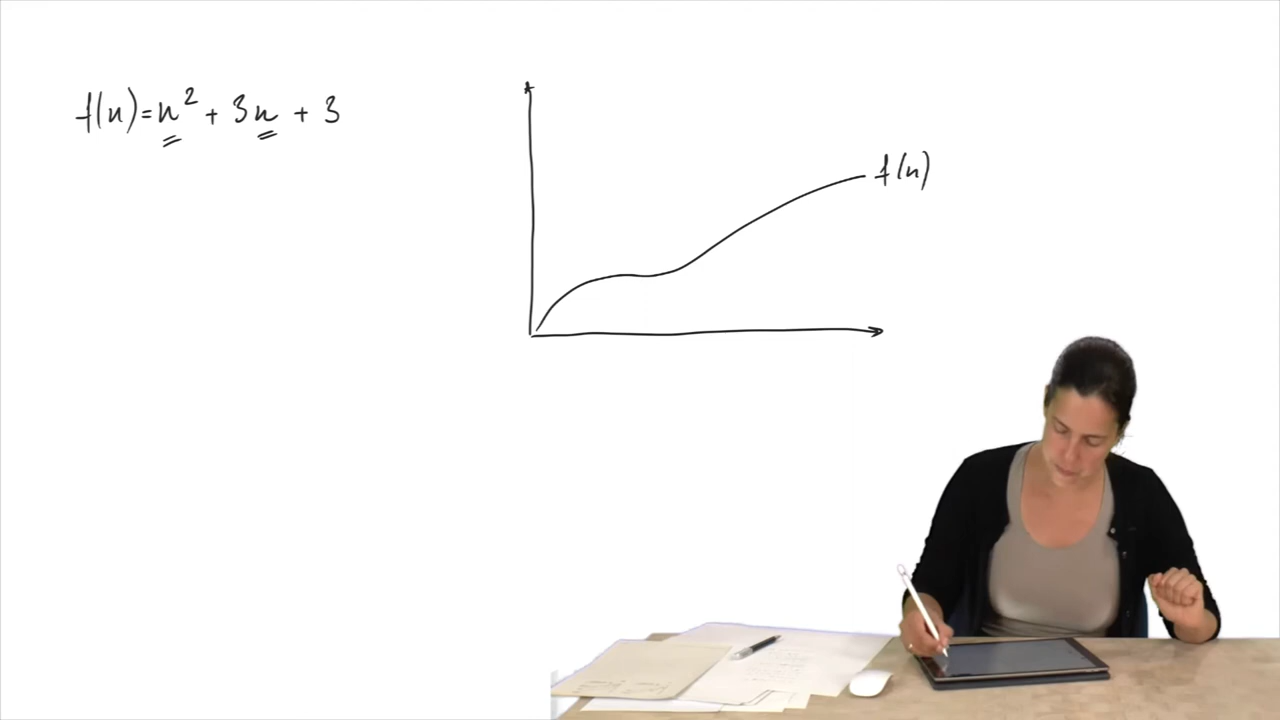 f(n)=n² + 3n + 3
f(n)